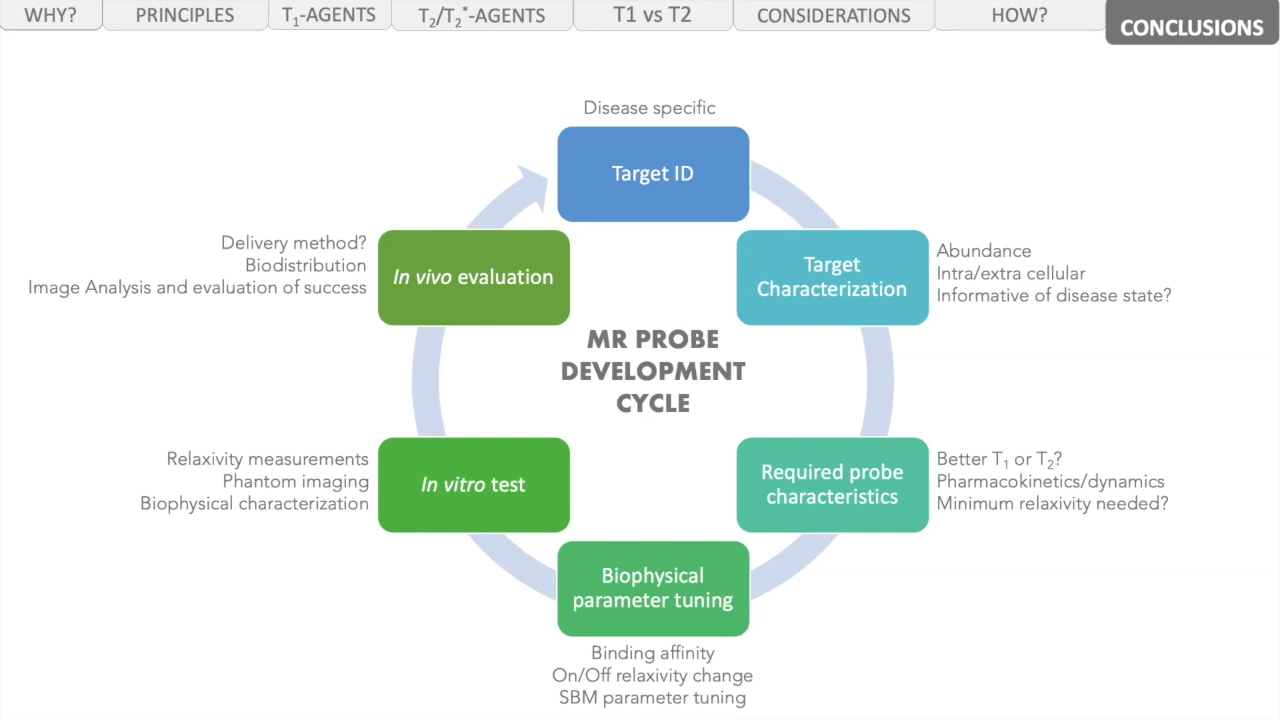 WHY?
PRINCIPLES
T₁-AGENTS
T₂/T₂*-AGENTS
T1 vs T2
CONSIDERATIONS
HOW?
CONCLUSIONS
Disease specific
Target ID
Target
Characterization
Abundance
Intra/extra cellular
Informative of disease state?
Required probe
characteristics
Better T₁ or T₂?
Pharmacokinetics/dynamics
Minimum relaxivity needed?
Biophysical
parameter tuning
Binding affinity
On/Off relaxivity change
SBM parameter tuning
In vitro test
Relaxivity measurements
Phantom imaging
Biophysical characterization
In vivo evaluation
Delivery method?
Biodistribution
Image Analysis and evaluation of success
MR PROBE
DEVELOPMENT
CYCLE